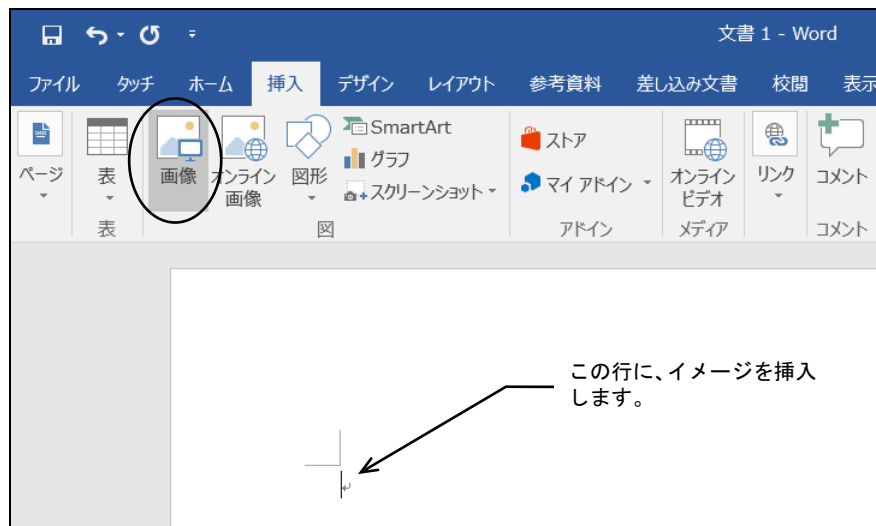 文書 1 - Word
ファイル タッチ ホーム 挿入 デザイン レイアウト 参考資料 差し込み文書 校閲 表示
ページ
表
画像
オンライン
画像
図形
SmartArt
グラフ
スクリーンショット
ストア
マイ アドイン
オンライン
ビデオ
リンク
コメント
表 図 アドイン メディア コメント
この行に、イメージを挿入
します。